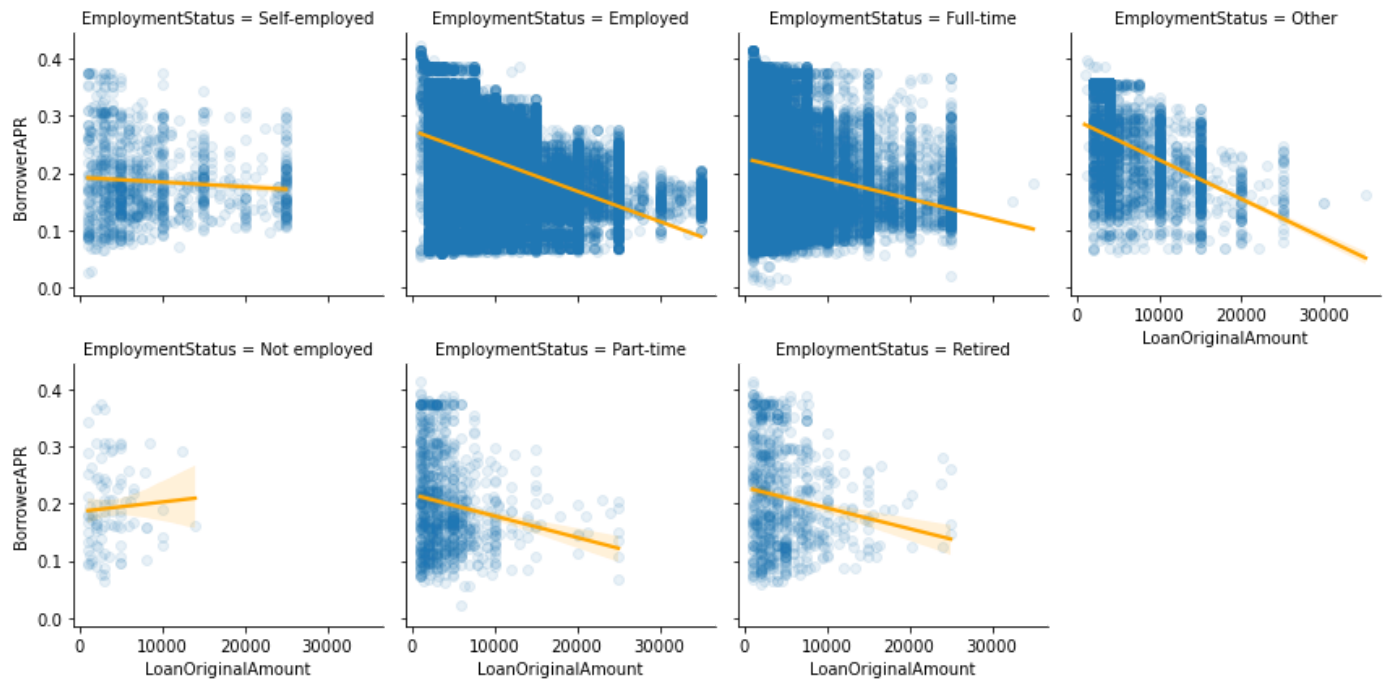 EmploymentStatus = Self-employed
EmploymentStatus = Employed
EmploymentStatus = Full-time
EmploymentStatus = Other
BorrowerAPR
0.4
0.3
0.2
0.1
0.0
0 10000 20000 30000
LoanOriginalAmount
EmploymentStatus = Not employed
EmploymentStatus = Part-time
EmploymentStatus = Retired
BorrowerAPR
0.4
0.3
0.2
0.1
0.0
0 10000 20000 30000
LoanOriginalAmount
0 10000 20000 30000
LoanOriginalAmount
0 10000 20000 30000
LoanOriginalAmount